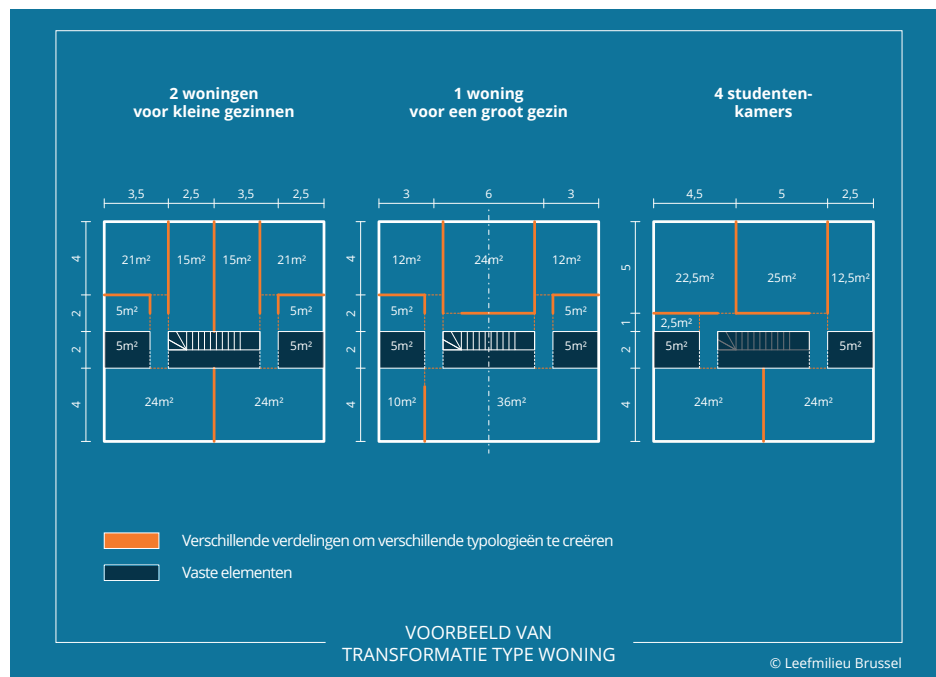 2 woningen
voor kleine gezinnen
1 woning
voor een groot gezin
4 studenten-
kamers
3,5 2,5 3,5 2,5
3 6 3
4,5 5 2,5
4
21m² 15m² 15m² 21m²
2
5m² 5m²
2
5m² 5m²
4
24m² 24m²
4
12m² 24m² 12m²
2
5m² 5m²
2
5m² 5m²
4
10m² 36m²
5
22,5m² 25m² 12,5m²
1
2,5m²
2
5m² 5m²
4
24m² 24m²
Verschillende verdelingen om verschillende typologieën te creëren
Vaste elementen
VOORBEELD VAN
TRANSFORMATIE TYPE WONING
© Leefmilieu Brussel